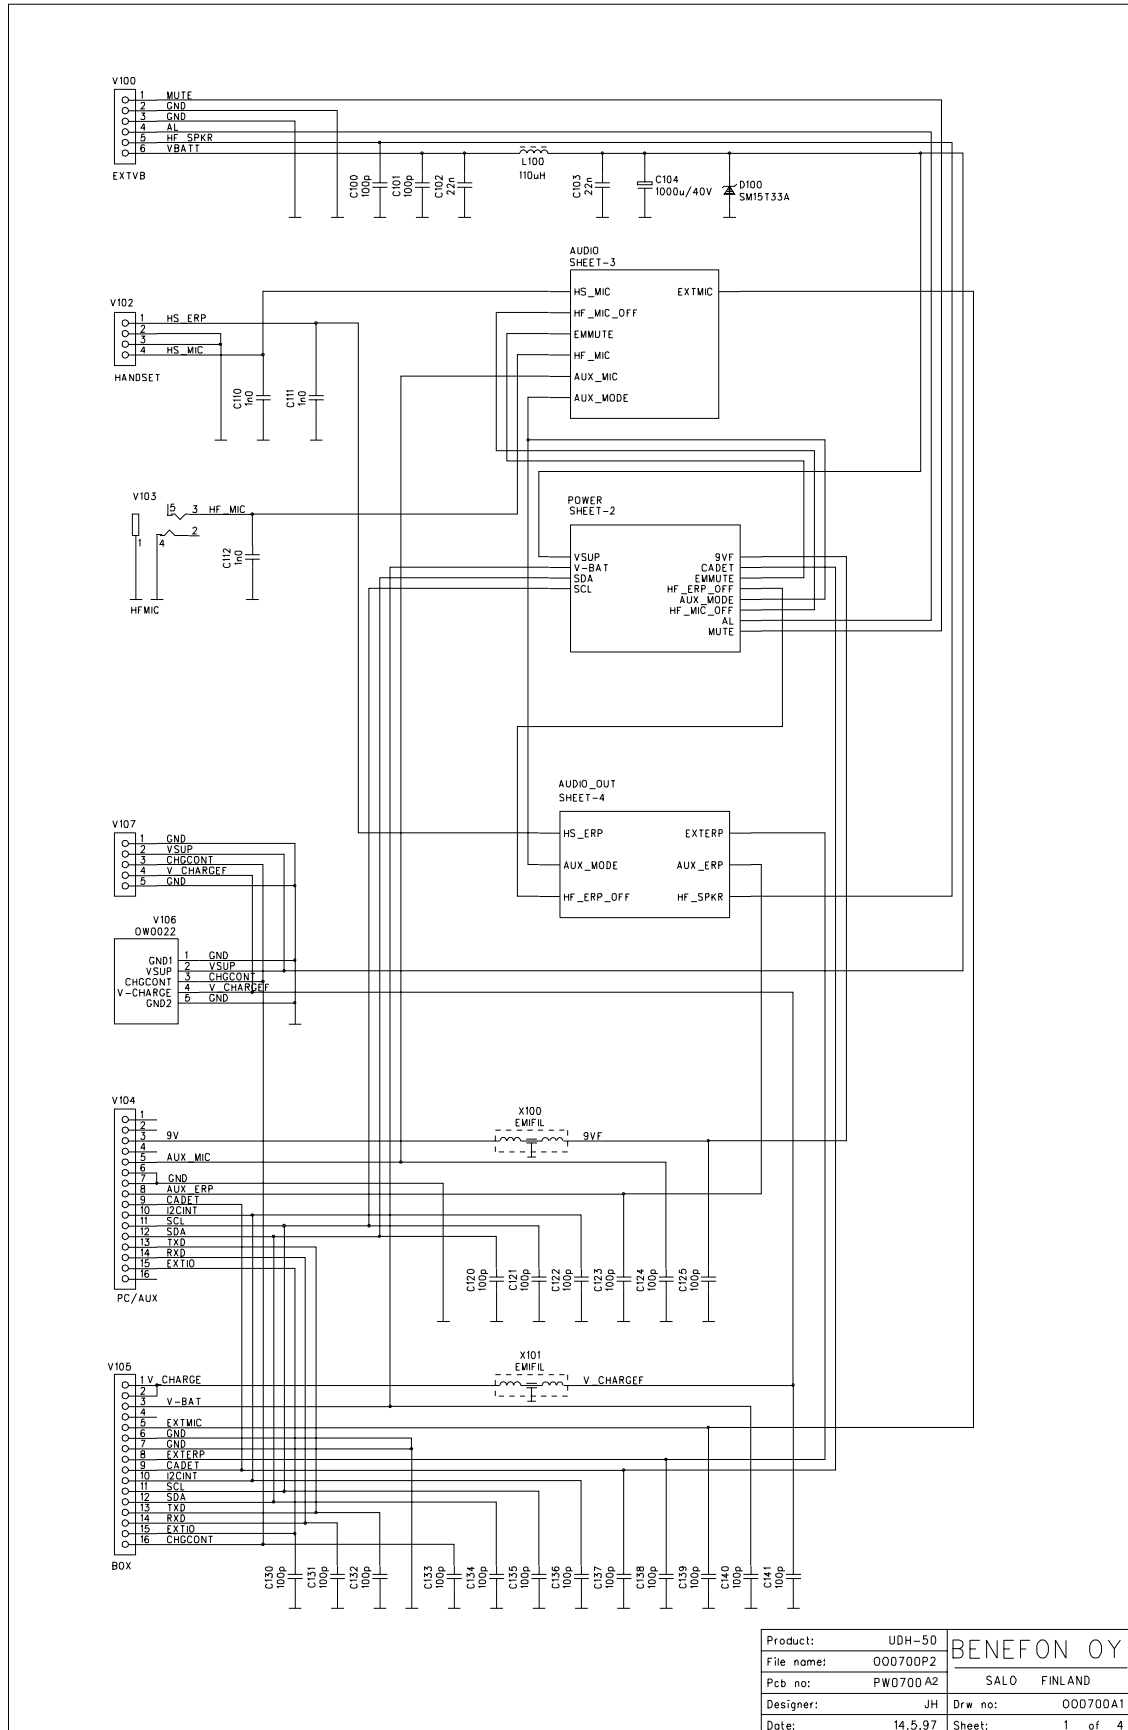 V100
1 MUTE
2 GND
3 GND
4 AL
5 HF_SPKR
6 VBATT
EXTVB
C100 100p
C101 100p
C102 22n
L100
110uH
C103 22n
C104
1000u/40V
D100
SM15T33A
AUDIO
SHEET-3
HS_MIC EXTMIC
HF_MIC_OFF
EMMUTE
HF_MIC
AUX_MIC
AUX_MODE
V102
1 HS_ERP
2
3
4 HS_MIC
HANDSET
C110 1n0
C111 1n0
V103
5 3 HF_MIC
1 4 2
C112 1n0
HFMIC
POWER
SHEET-2
VSUP 9VF
V-BAT CADET
SDA EMMUTE
SCL HF_ERP_OFF
AUX_MODE
HF_MIC_OFF
AL
MUTE
AUDIO_OUT
SHEET-4
HS_ERP EXTERP
AUX_MODE AUX_ERP
HF_ERP_OFF HF_SPKR
V107
1 GND
2 VSUP
3 CHGCONT
4 V_CHARGEF
5 GND
V106
OW0022
GND1 1 GND
VSUP 2 VSUP
CHGCONT 3 CHGCONT
V-CHARGE 4 V_CHARGEF
GND2 5 GND
V104
1
2
3 9V
4
5 AUX_MIC
6
7 GND
8 AUX_ERP
9 CADET
10 I2CINT
11 SCL
12 SDA
13 TXD
14 RXD
15 EXTIO
16
PC/AUX
X100
EMIFIL
9VF
C120 100p
C121 100p
C122 100p
C123 100p
C124 100p
C125 100p
V105
1 V_CHARGE
2
3 V-BAT
4
5 EXTMIC
6 GND
7 GND
8 EXTERP
9 CADET
10 I2CINT
11 SCL
12 SDA
13 TXD
14 RXD
15 EXTIO
16 CHGCONT
BOX
X101
EMIFIL
V_CHARGEF
C130 100p
C131 100p
C132 100p
C133 100p
C134 100p
C135 100p
C136 100p
C137 100p
C138 100p
C139 100p
C140 100p
C141 100p
Product: UDH-50
File name: OO0700P2
Pcb no: PW0700 A2
Designer: JH
Date: 14.5.97
BENEFON OY
SALO FINLAND
Drw no: OO0700A1
Sheet: 1 of 4